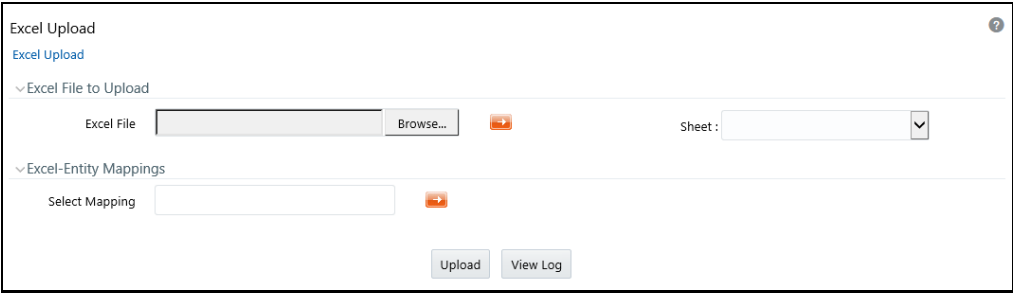 Excel Upload
?
Excel Upload
Excel File to Upload
Excel File Browse... Sheet :
Excel-Entity Mappings
Select Mapping
Upload View Log